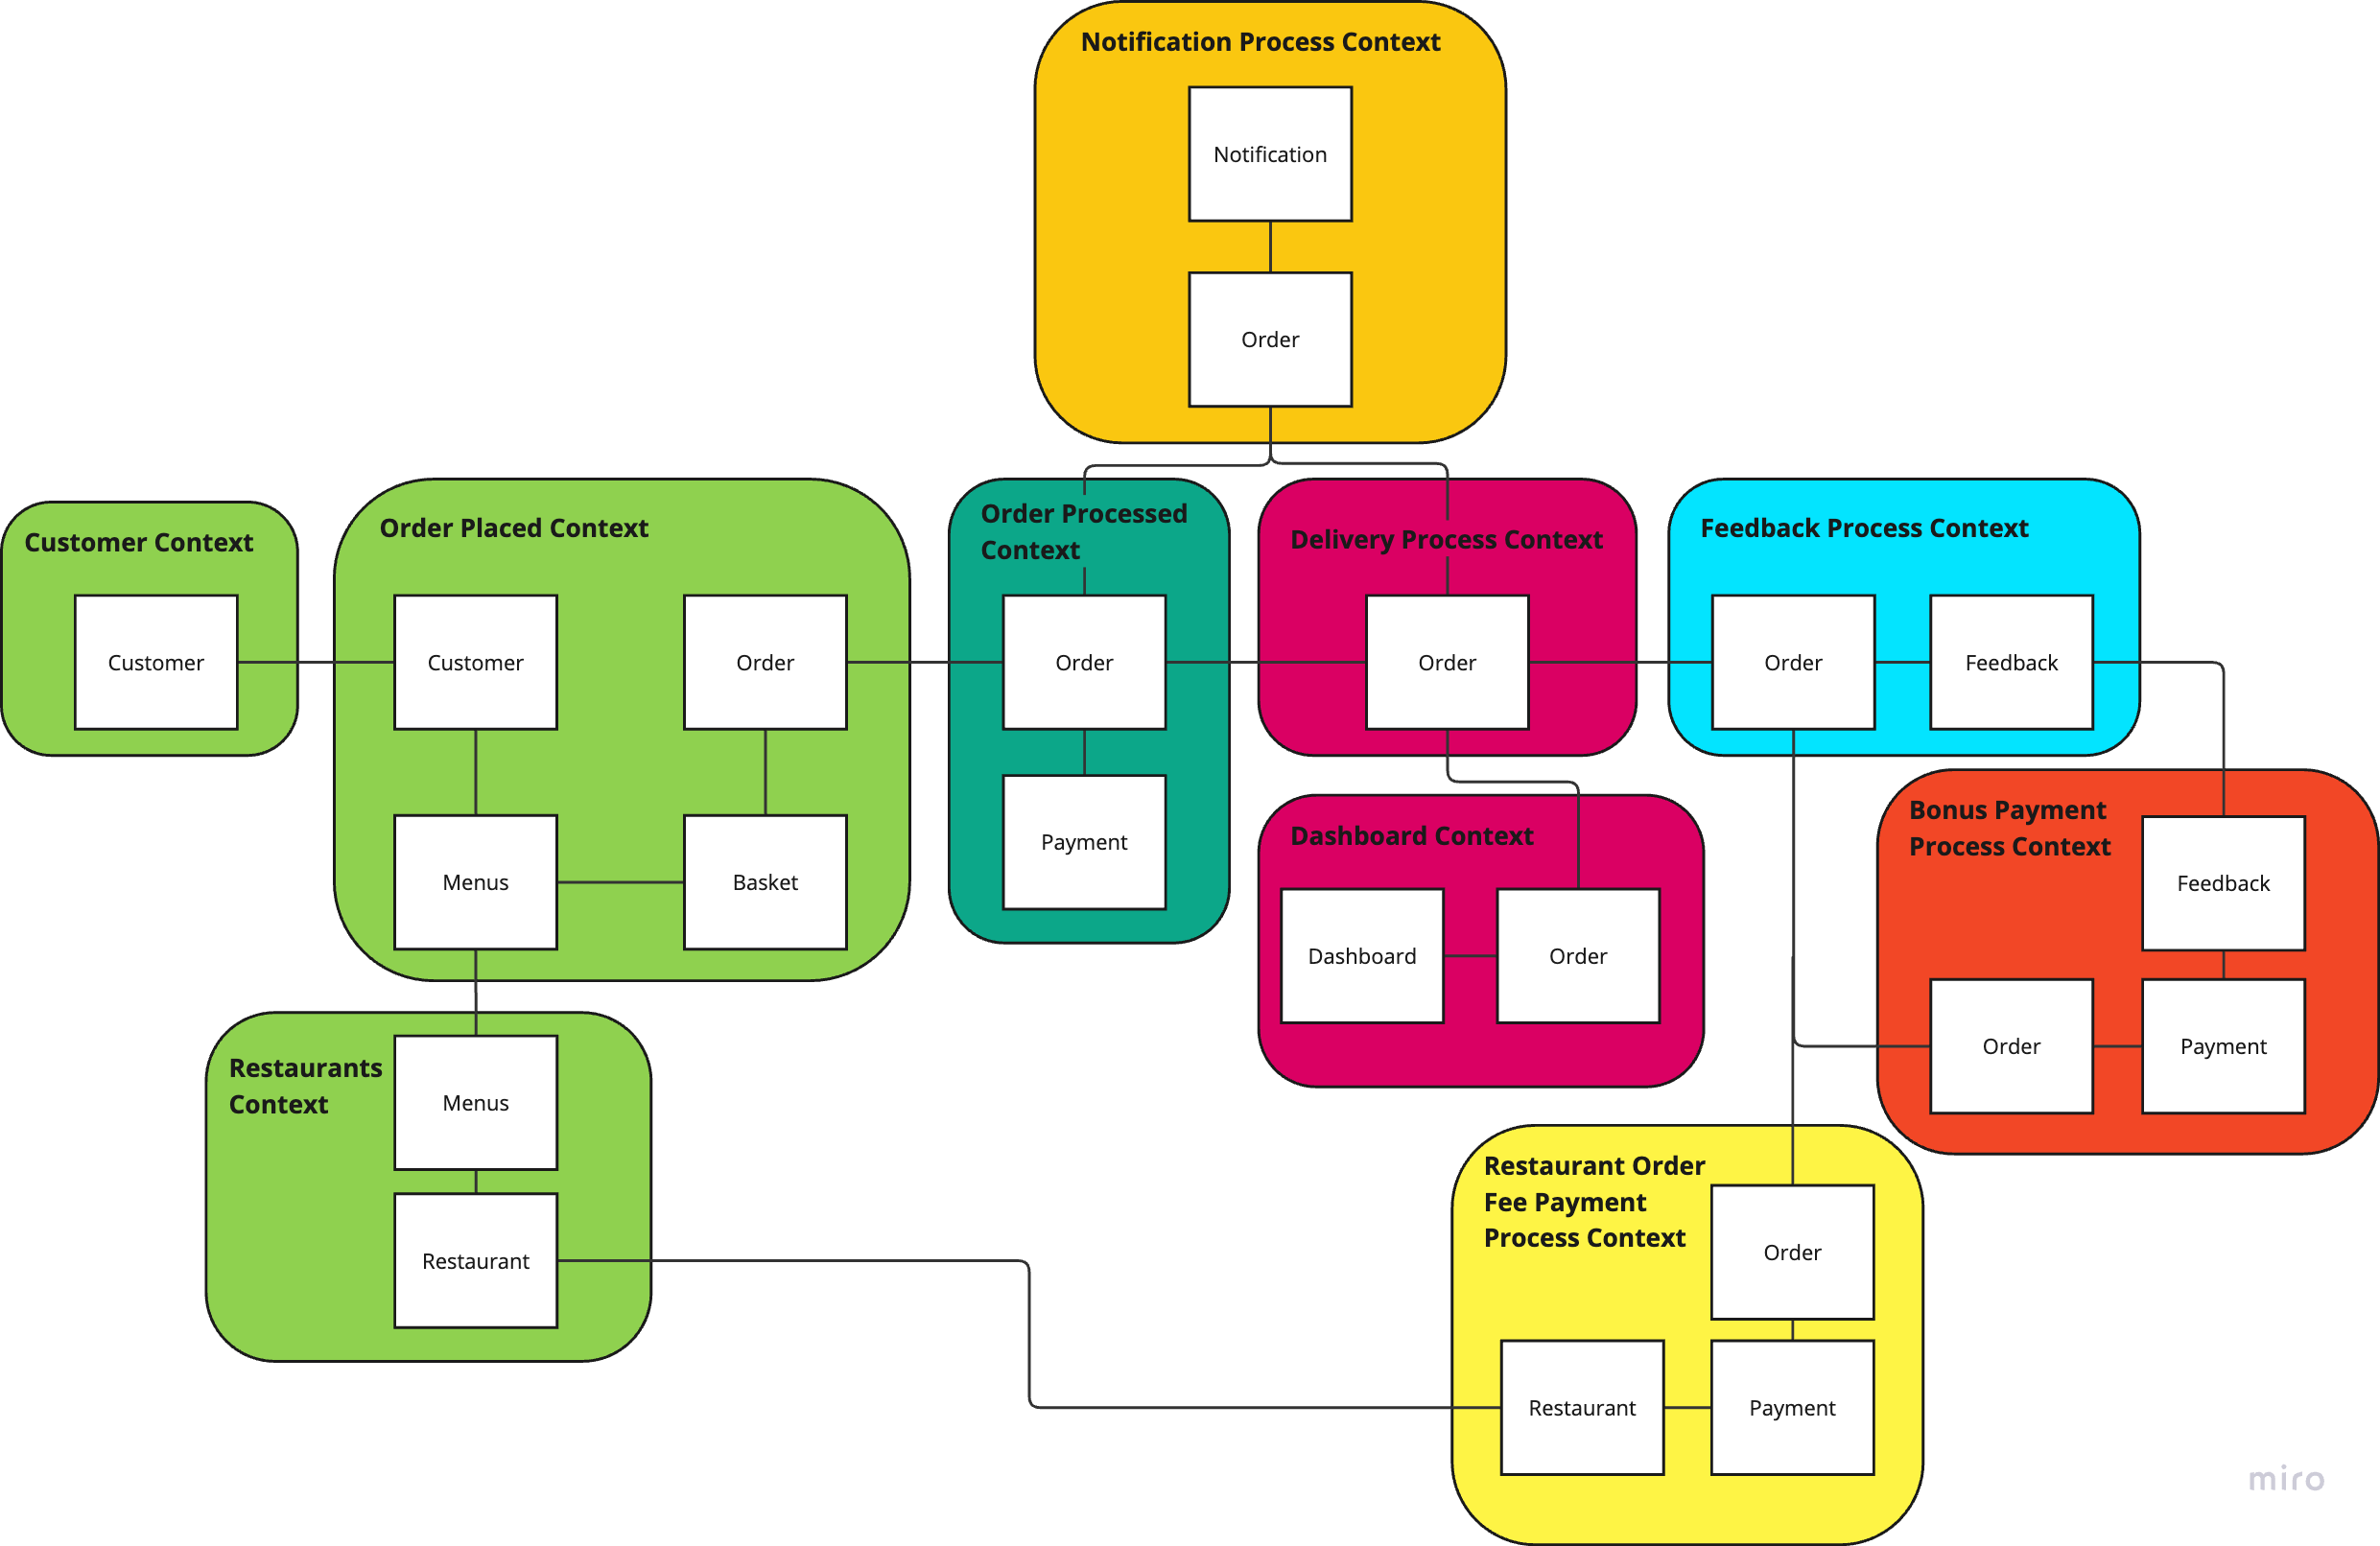 Notification Process Context
Notification
Order
Customer Context
Customer
Order Placed Context
Customer
Order
Menus
Basket
Order Processed
Context
Order
Payment
Delivery Process Context
Order
Feedback Process Context
Order
Feedback
Dashboard Context
Dashboard
Order
Bonus Payment
Process Context
Feedback
Order
Payment
Restaurants
Context
Menus
Restaurant
Restaurant Order
Fee Payment
Process Context
Order
Restaurant
Payment
miro